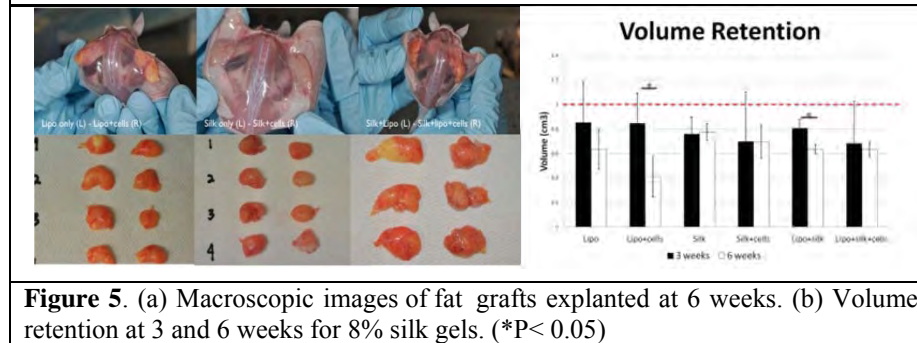 Volume Retention
Lipo only (L) - Lipo+cells (R)
Silk only (L) - Silk+cells (R)
Silk+Lipo (L) - Silk+lipo+cells (R)
1
2
2
3
3
4
Volume (cm3)
Lipo
Lipo+cells
Silk
Silk+cells
Lipo+silk
Lipo+silk+cells
3 weeks
6 weeks
Figure 5. (a) Macroscopic images of fat grafts explanted at 6 weeks. (b) Volume
retention at 3 and 6 weeks for 8% silk gels. (*P< 0.05)